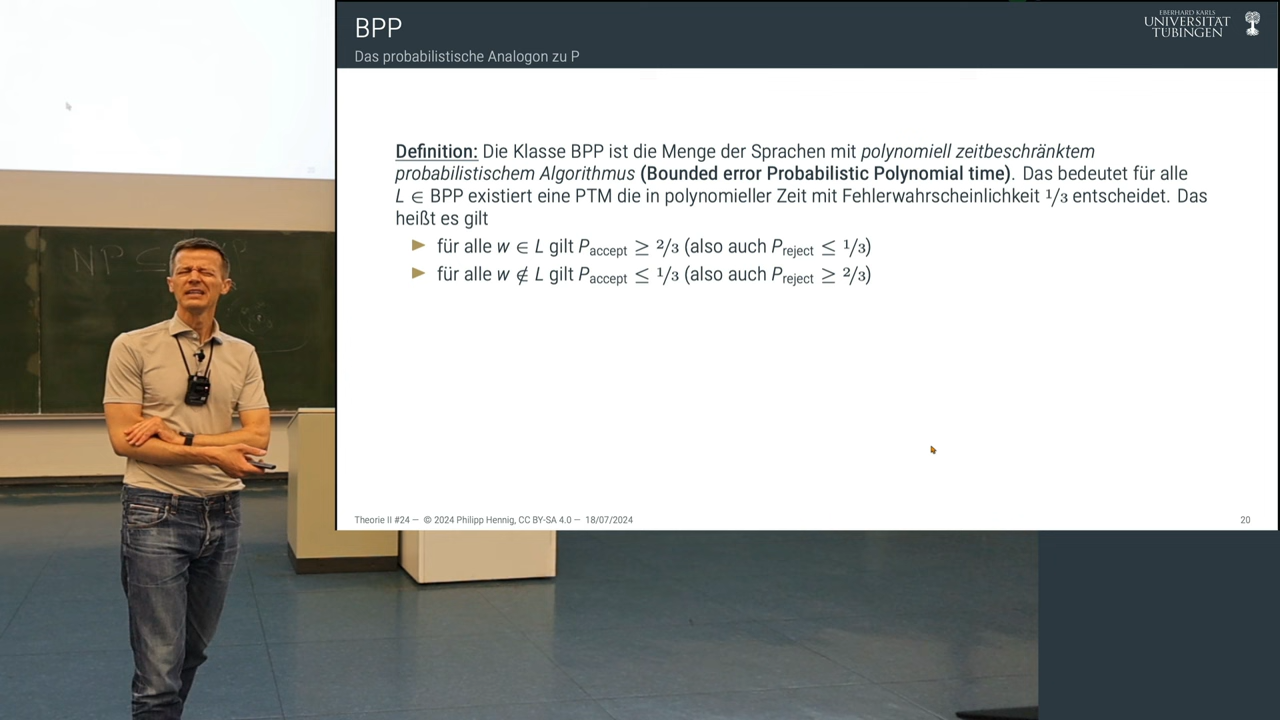 BPP
Das probabilistische Analogon zu P
EBERHARD KARLS
UNIVERSITÄT
TÜBINGEN
Definition: Die Klasse BPP ist die Menge der Sprachen mit polynomiell zeitbeschränktem
probabilistischem Algorithmus (Bounded error Probabilistic Polynomial time). Das bedeutet für alle
L ∈ BPP existiert eine PTM die in polynomieller Zeit mit Fehlerwahrscheinlichkeit 1/3 entscheidet. Das
heißt es gilt
für alle w ∈ L gilt P_accept ≥ 2/3 (also auch P_reject ≤ 1/3)
für alle w ∉ L gilt P_accept ≤ 1/3 (also auch P_reject ≥ 2/3)
NP ⊆
Theorie II #24 — © 2024 Philipp Hennig, CC BY-SA 4.0 — 18/07/2024
20